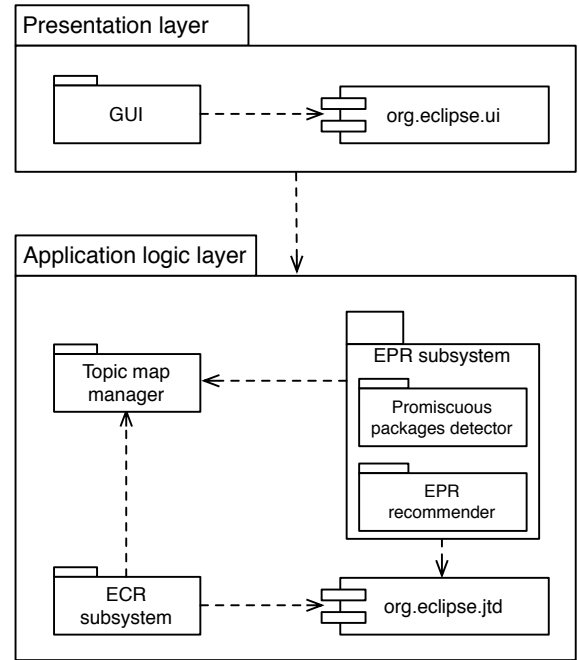 Presentation layer
GUI
org.eclipse.ui
Application logic layer
Topic map
manager
EPR subsystem
Promiscuous
packages detector
EPR
recommender
ECR
subsystem
org.eclipse.jtd